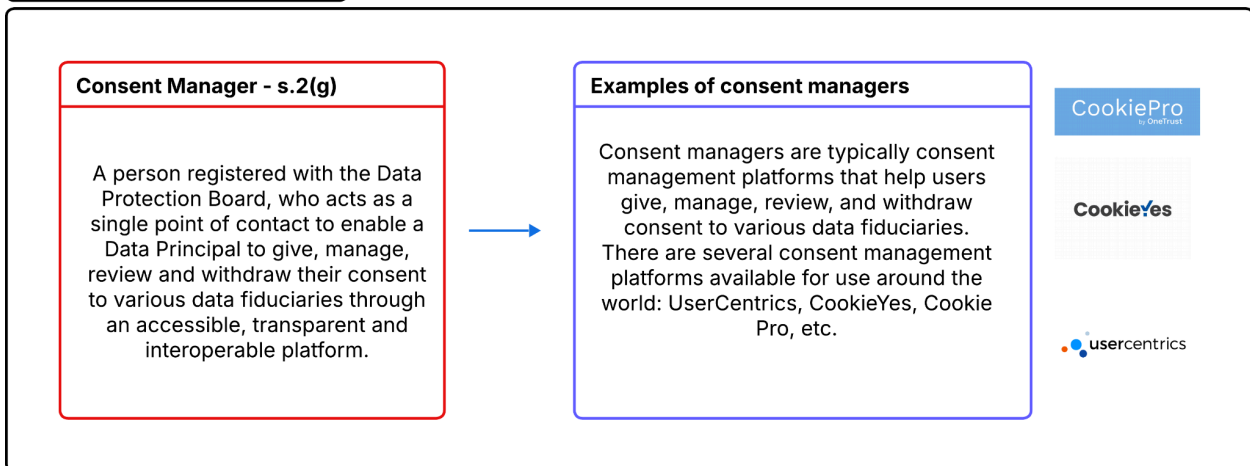 Consent Manager - s.2(g)
A person registered with the Data
Protection Board, who acts as a
single point of contact to enable a
Data Principal to give, manage,
review and withdraw their consent
to various data fiduciaries through
an accessible, transparent and
interoperable platform.
Examples of consent managers
Consent managers are typically consent
management platforms that help users
give, manage, review, and withdraw
consent to various data fiduciaries.
There are several consent management
platforms available for use around the
world: UserCentrics, CookieYes, Cookie
Pro, etc.
CookiePro
by OneTrust
CookieYes
usercentrics